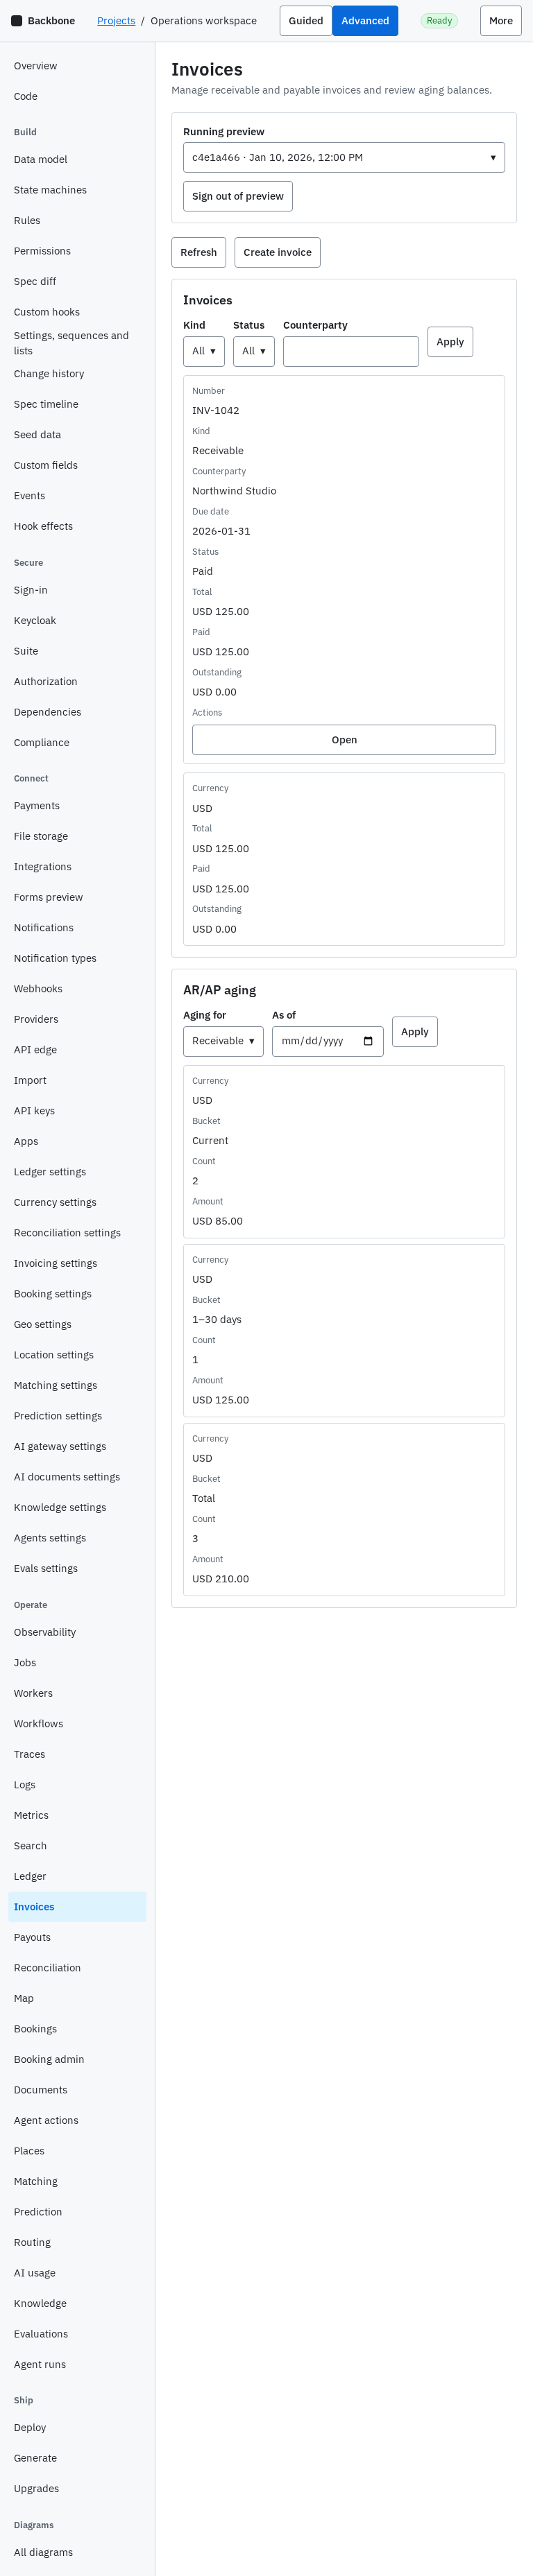 Backbone
Projects / Operations workspace
Guided
Advanced
Ready
More
Overview
Code
Build
Data model
State machines
Rules
Permissions
Spec diff
Custom hooks
Settings, sequences and
lists
Change history
Spec timeline
Seed data
Custom fields
Events
Hook effects
Secure
Sign-in
Keycloak
Suite
Authorization
Dependencies
Compliance
Connect
Payments
File storage
Integrations
Forms preview
Notifications
Notification types
Webhooks
Providers
API edge
Import
API keys
Apps
Ledger settings
Currency settings
Reconciliation settings
Invoicing settings
Booking settings
Geo settings
Location settings
Matching settings
Prediction settings
AI gateway settings
AI documents settings
Knowledge settings
Agents settings
Evals settings
Operate
Observability
Jobs
Workers
Workflows
Traces
Logs
Metrics
Search
Ledger
Invoices
Payouts
Reconciliation
Map
Bookings
Booking admin
Documents
Agent actions
Places
Matching
Prediction
Routing
AI usage
Knowledge
Evaluations
Agent runs
Ship
Deploy
Generate
Upgrades
Diagrams
All diagrams
Invoices
Manage receivable and payable invoices and review aging balances.
Running preview
c4e1a466 · Jan 10, 2026, 12:00 PM
Sign out of preview
Refresh
Create invoice
Invoices
Kind
Status
Counterparty
All
All
Apply
Number
INV-1042
Kind
Receivable
Counterparty
Northwind Studio
Due date
2026-01-31
Status
Paid
Total
USD 125.00
Paid
USD 125.00
Outstanding
USD 0.00
Actions
Open
Currency
USD
Total
USD 125.00
Paid
USD 125.00
Outstanding
USD 0.00
AR/AP aging
Aging for
As of
Receivable
mm/dd/yyyy
Apply
Currency
USD
Bucket
Current
Count
2
Amount
USD 85.00
Currency
USD
Bucket
1–30 days
Count
1
Amount
USD 125.00
Currency
USD
Bucket
Total
Count
3
Amount
USD 210.00